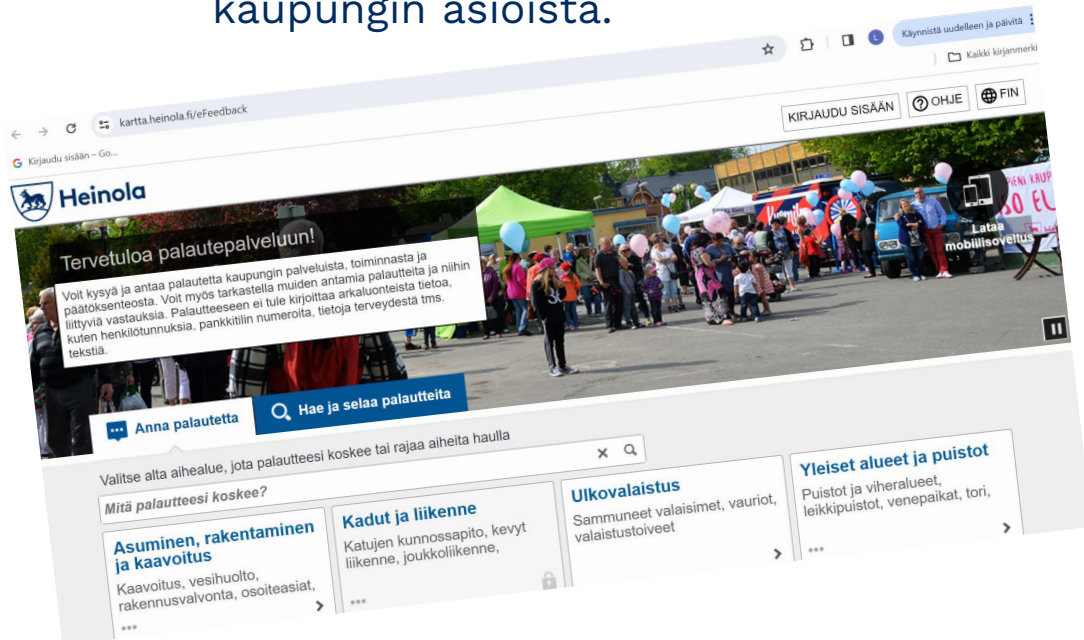 kaupungin asioista.
Käynnistä uudelleen ja päivitä
kartta.heinola.fi/eFeedback
Kaikki kirjanmerki
G Kirjaudu sisään – Go...
KIRJAUDU SISÄÄN
OHJE
FIN
Heinola
Tervetuloa palautepalveluun!
Voit kysyä ja antaa palautetta kaupungin palveluista, toiminnasta ja
päätöksenteosta. Voit myös tarkastella muiden antamia palautteita ja niihin
liittyviä vastauksia. Palautteeseen ei tule kirjoittaa arkaluonteista tietoa,
kuten henkilötunnuksia, pankkitilin numeroita, tietoja terveydestä tms.
tekstiä.
PIENI KAUP
ISO EL
Lataa
mobiilisovellus
Anna palautetta
Hae ja selaa palautteita
Valitse alta aihealue, jota palautteesi koskee tai rajaa aiheita haulla
Mitä palautteesi koskee?
Asuminen, rakentaminen
ja kaavoitus
Kaavoitus, vesihuolto,
rakennusvalvonta, osoiteasiat,
...
Kadut ja liikenne
Katujen kunnossapito, kevyt
liikenne, joukkoliikenne,
...
Ulkovalaistus
Sammuneet valaisimet, vauriot,
valaistustoiveet
Yleiset alueet ja puistot
Puistot ja viheralueet,
leikkipuistot, venepaikat, tori,
...